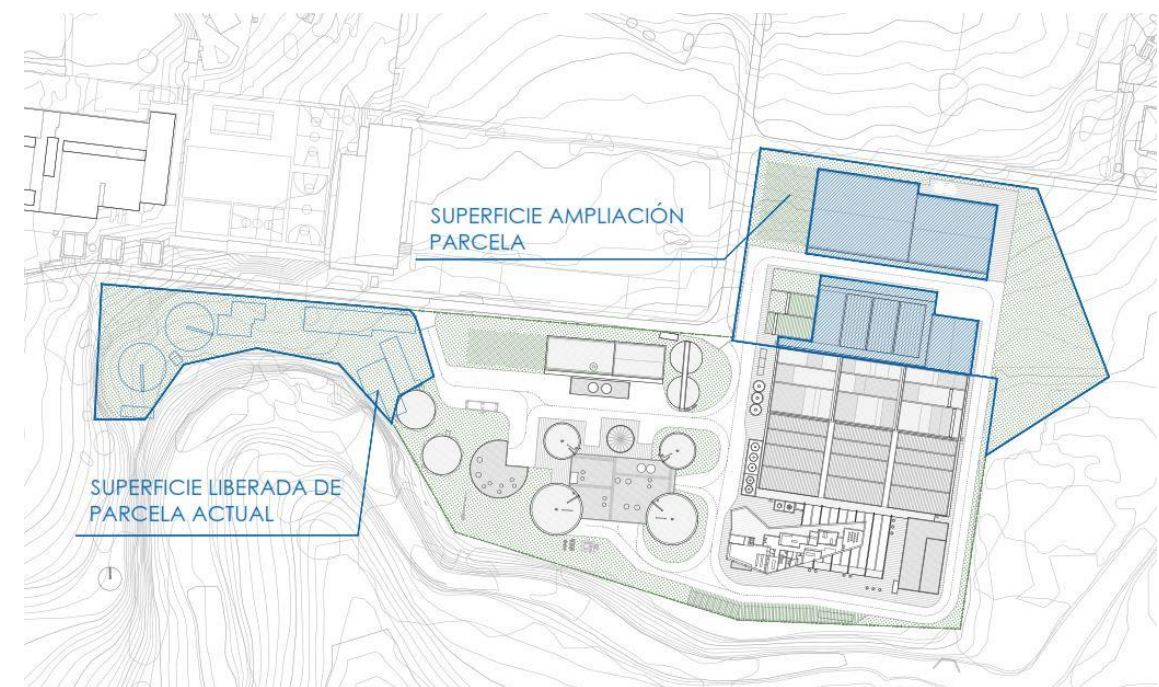 SUPERFICIE AMPLIACIÓN
PARCELA
SUPERFICIE LIBERADA DE
PARCELA ACTUAL